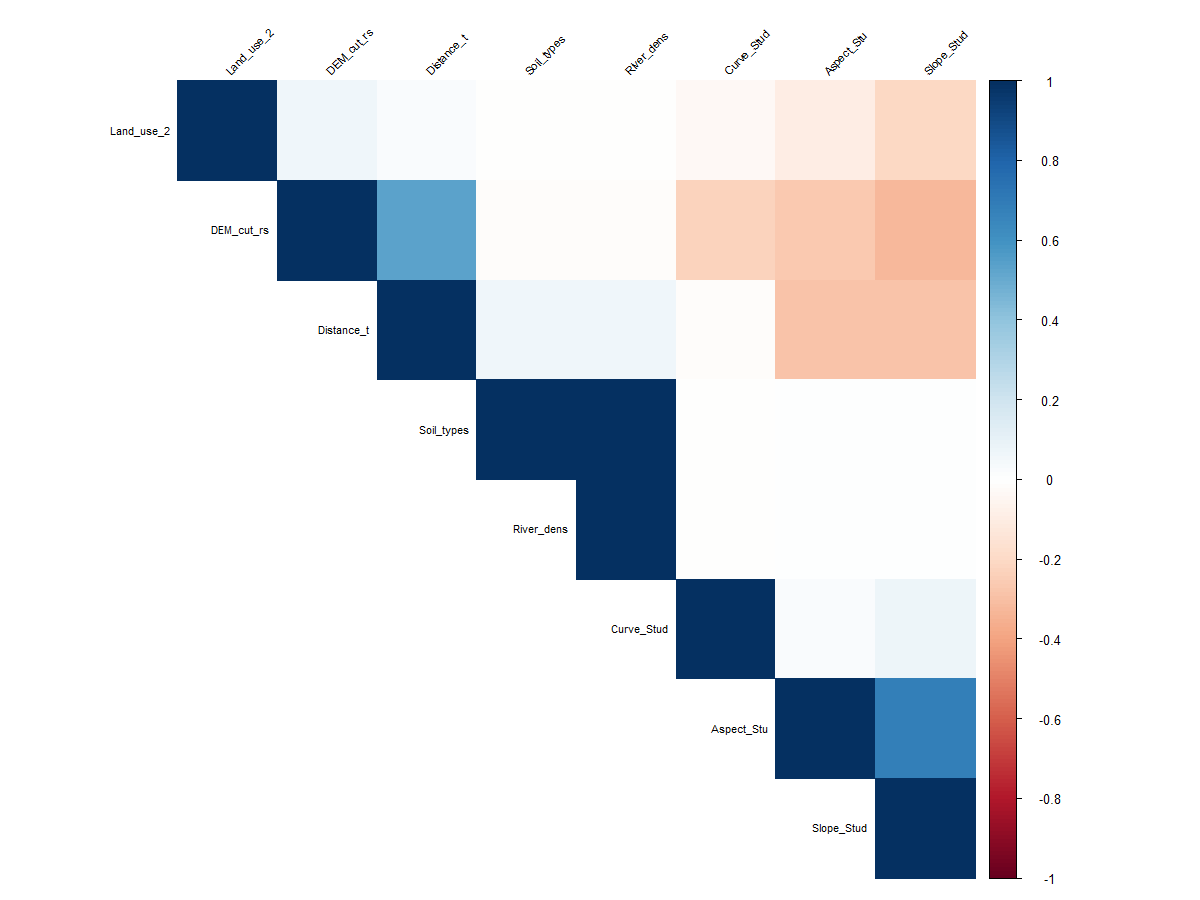 Land_use_2
DEM_cut_rs
Distance_t
Soil_types
River_dens
Curve_Stud
Aspect_Stu
Slope_Stud
Land_use_2
DEM_cut_rs
Distance_t
Soil_types
River_dens
Curve_Stud
Aspect_Stu
Slope_Stud
1
0.8
0.6
0.4
0.2
0
-0.2
-0.4
-0.6
-0.8
-1